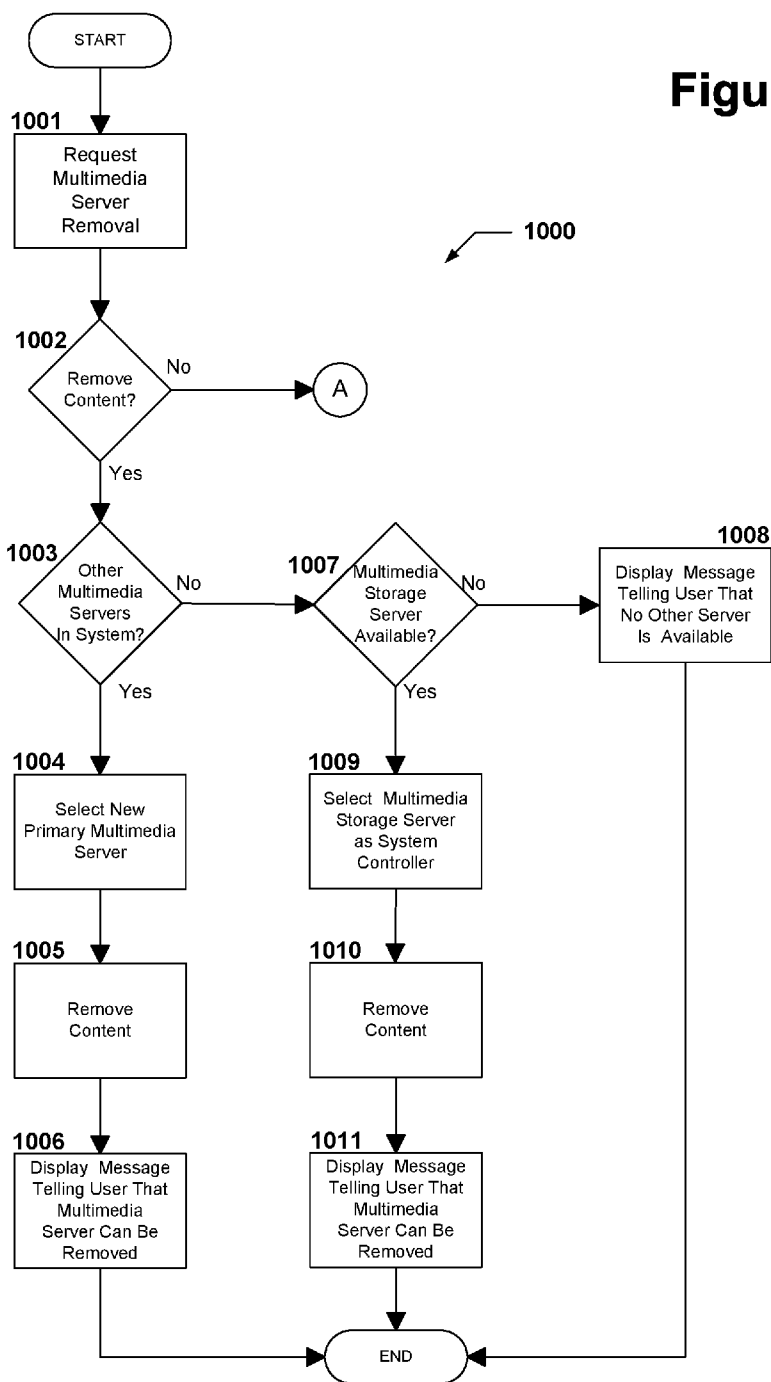 START
Figu
1001
Request
Multimedia
Server
Removal
1000
1002
Remove
Content?
No
A
Yes
1003
Other
Multimedia
Servers
In System?
No
1007
Multimedia
Storage
Server
Available?
No
1008
Display Message
Telling User That
No Other Server
Is Available
Yes
Yes
1004
Select New
Primary Multimedia
Server
1009
Select Multimedia
Storage Server
as System
Controller
1005
Remove
Content
1010
Remove
Content
1006
Display Message
Telling User That
Multimedia
Server Can Be
Removed
1011
Display Message
Telling User That
Multimedia
Server Can Be
Removed
END